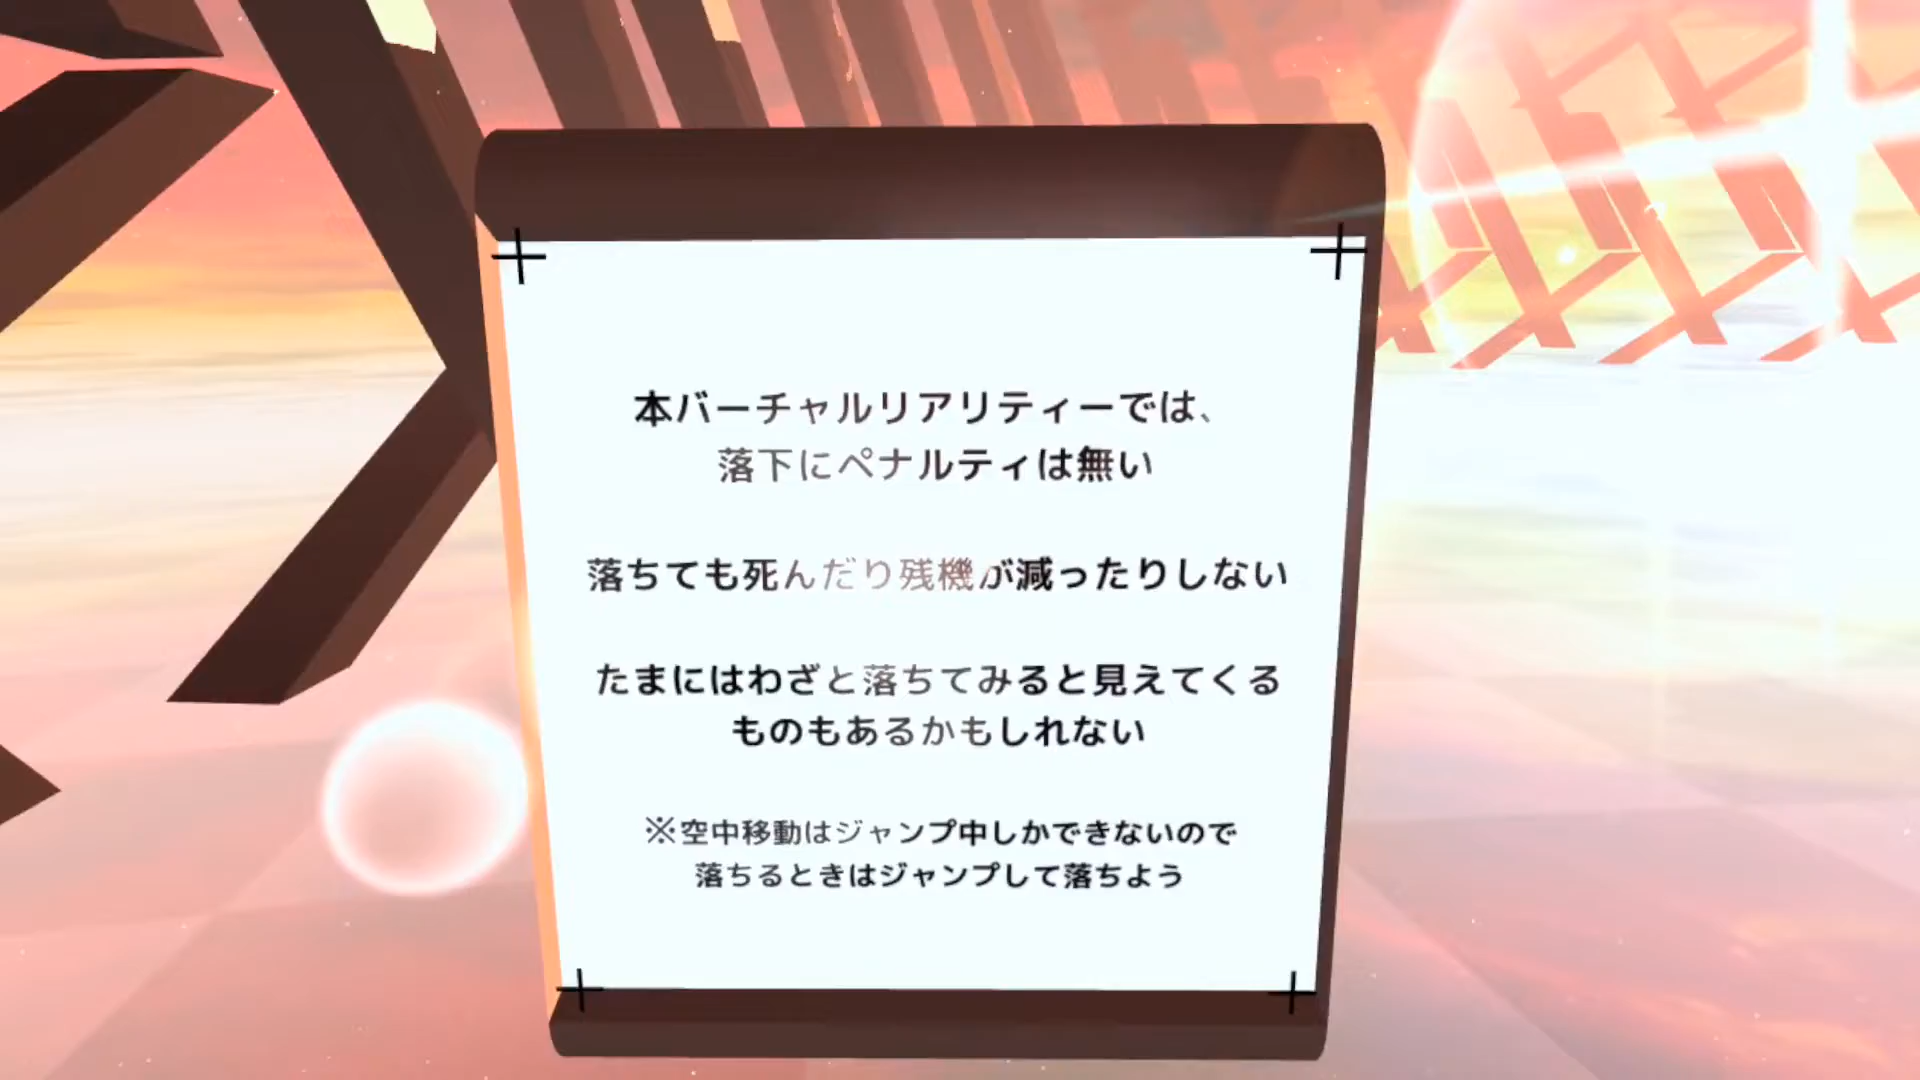 本バーチャルリアリティーでは、
落下にペナルティは無い
落ちても死んだり残機が減ったりしない
たまにはわざと落ちてみると見えてくる
ものもあるかもしれない
※空中移動はジャンプ中しかできないので
落ちるときはジャンプして落ちよう